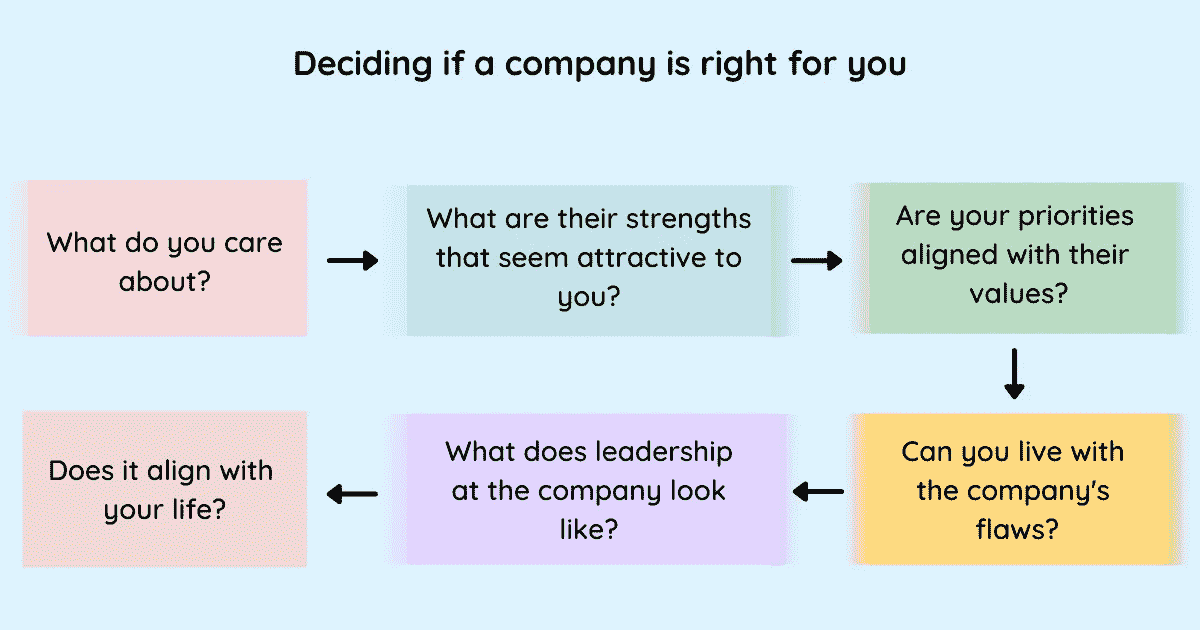 Deciding if a company is right for you
What do you care
about?
What are their strengths
that seem attractive to
you?
Are your priorities
aligned with their
values?
Can you live with
the company's
flaws?
What does leadership
at the company look
like?
Does it align with
your life?